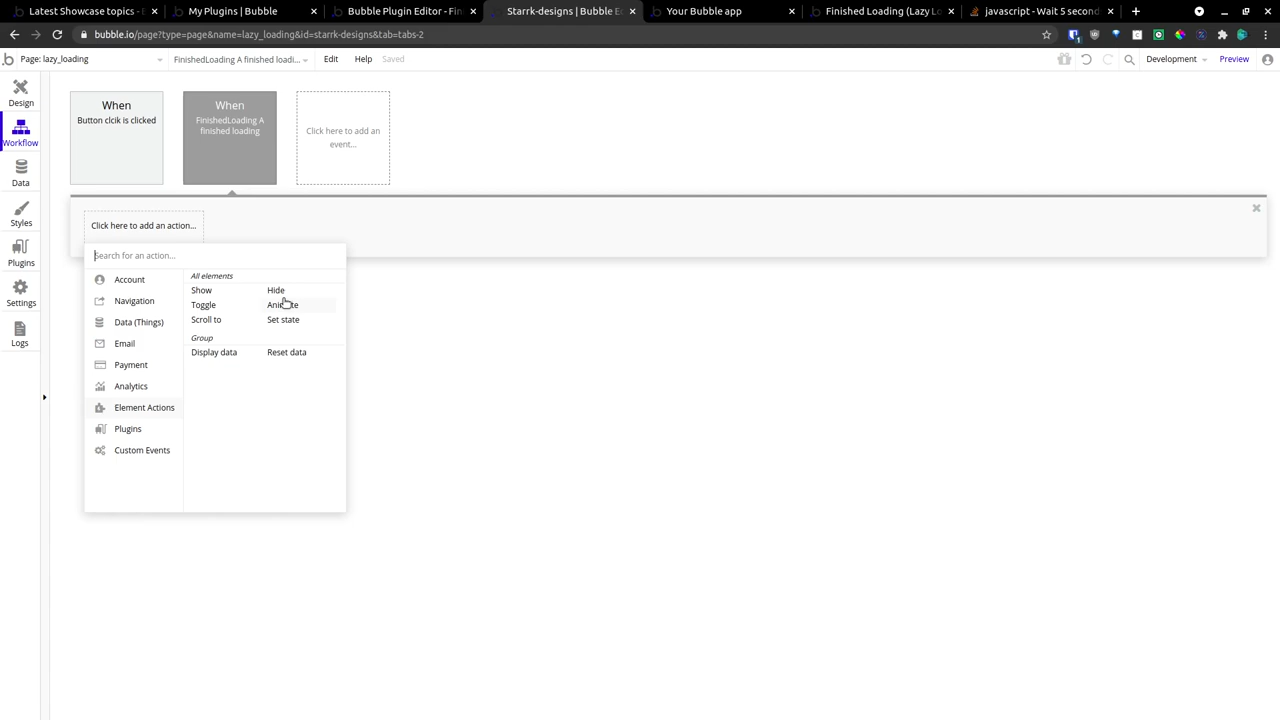 Latest Showcase topics - B
My Plugins | Bubble
Bubble Plugin Editor - Fin
Starrk-designs | Bubble Ed
Your Bubble app
Finished Loading (Lazy Lo
javascript - Wait 5 second
bubble.io/page?type=page&name=lazy_loading&id=starrk-designs&tab=tabs-2
Page: lazy_loading
FinishedLoading A finished loadi...
Edit
Help
Saved
Development
Preview
Design
Workflow
Data
Styles
Plugins
Settings
Logs
When
Button clcik is clicked
When
FinishedLoading A
finished loading
Click here to add an
event...
Click here to add an action...
Search for an action...
Account
Navigation
Data (Things)
Email
Payment
Analytics
Element Actions
Plugins
Custom Events
All elements
Show
Hide
Toggle
Scroll to
Set state
Group
Display data
Reset data